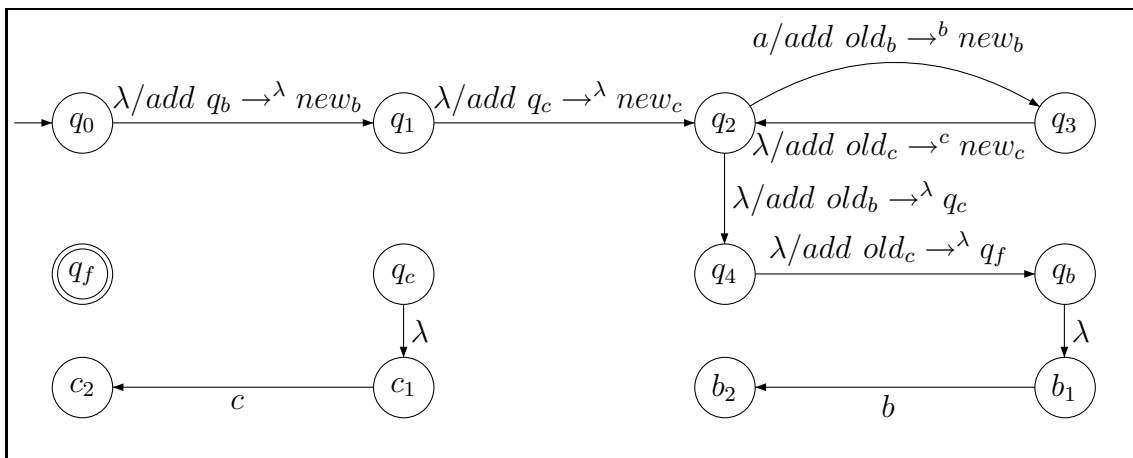 a/add old_b →^b new_b
λ/add q_b →^λ new_b λ/add q_c →^λ new_c
q_0 q_1 q_2 q_3
λ/add old_c →^c new_c
λ/add old_b →^λ q_c
λ/add old_c →^λ q_f
q_f q_c q_4 q_b
λ λ
c_2 c_1 b_2 b_1
c b